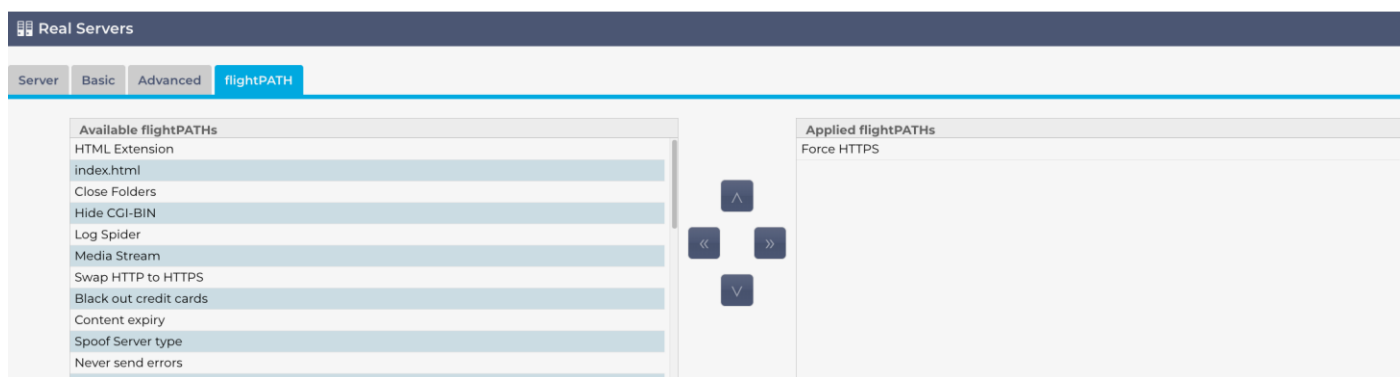 Real Servers
Server Basic Advanced flightPATH
Available flightPATHs
HTML Extension
index.html
Close Folders
Hide CGI-BIN
Log Spider
Media Stream
Swap HTTP to HTTPS
Black out credit cards
Content expiry
Spoof Server type
Never send errors
Applied flightPATHs
Force HTTPS